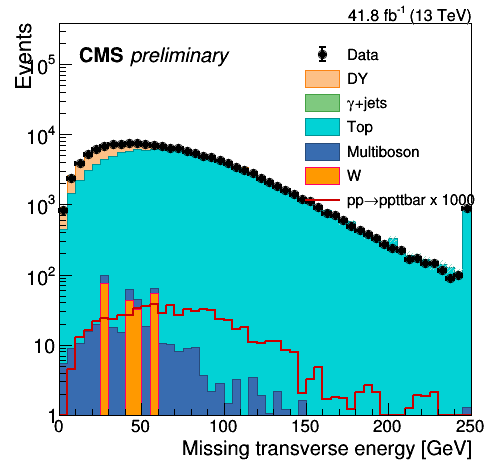 41.8 fb⁻¹ (13 TeV)
Events
CMS preliminary
Data
DY
γ+jets
Top
Multiboson
W
pp→ppttbar x 1000
10⁵
10⁴
10³
10²
10
1
0 50 100 150 200 250
Missing transverse energy [GeV]